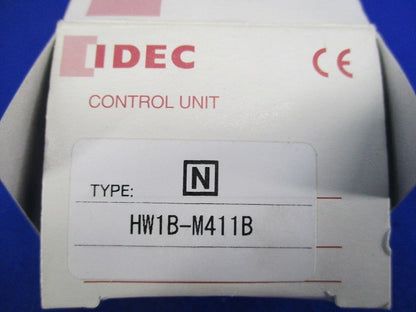 IDEC CE
CONTROL UNIT
N
TYPE:
HW1B-M411B